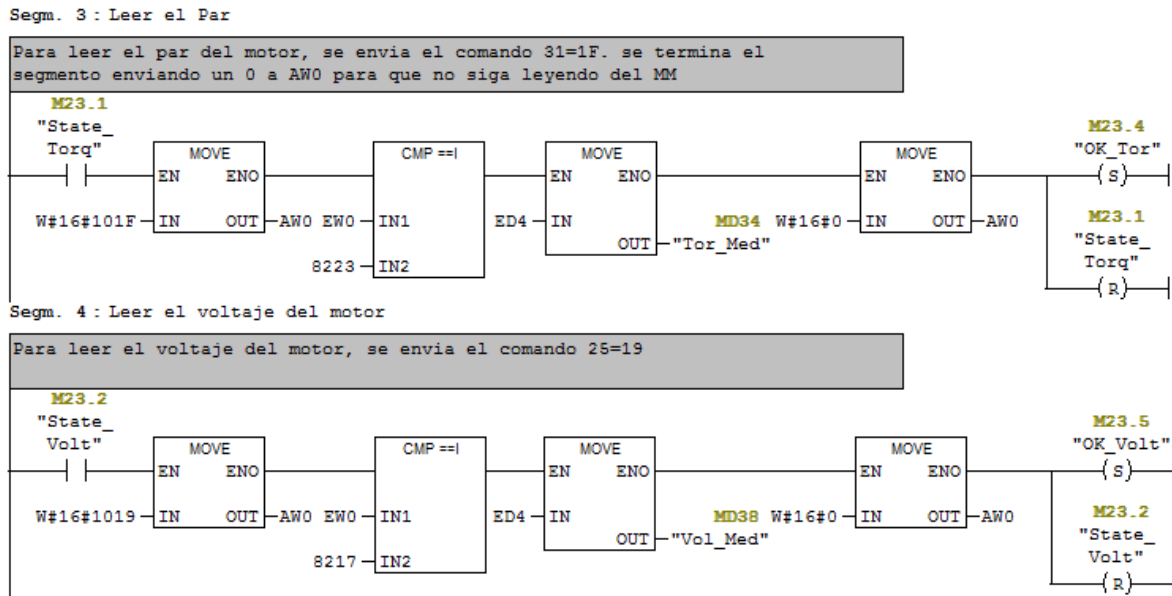 Segm. 3 : Leer el Par
Para leer el par del motor, se envia el comando 31=1F. se termina el
segmento enviando un 0 a AW0 para que no siga leyendo del MM
M23.1
"State_
Torq"
MOVE
CMP ==I
MOVE
MOVE
M23.4
"OK_Tor"
EN ENO
EN ENO
EN ENO
S
W#16#101F IN OUT AW0 EW0 IN1 ED4 IN MD34 W#16#0 IN OUT AW0
M23.1
"State_
Torq"
OUT "Tor_Med"
8223 IN2
R
Segm. 4 : Leer el voltaje del motor
Para leer el voltaje del motor, se envia el comando 25=19
M23.2
"State_
Volt"
MOVE
CMP ==I
MOVE
MOVE
M23.5
"OK_Volt"
EN ENO
EN ENO
EN ENO
S
W#16#1019 IN OUT AW0 EW0 IN1 ED4 IN MD38 W#16#0 IN OUT AW0
M23.2
"State_
Volt"
OUT "Vol_Med"
8217 IN2
R